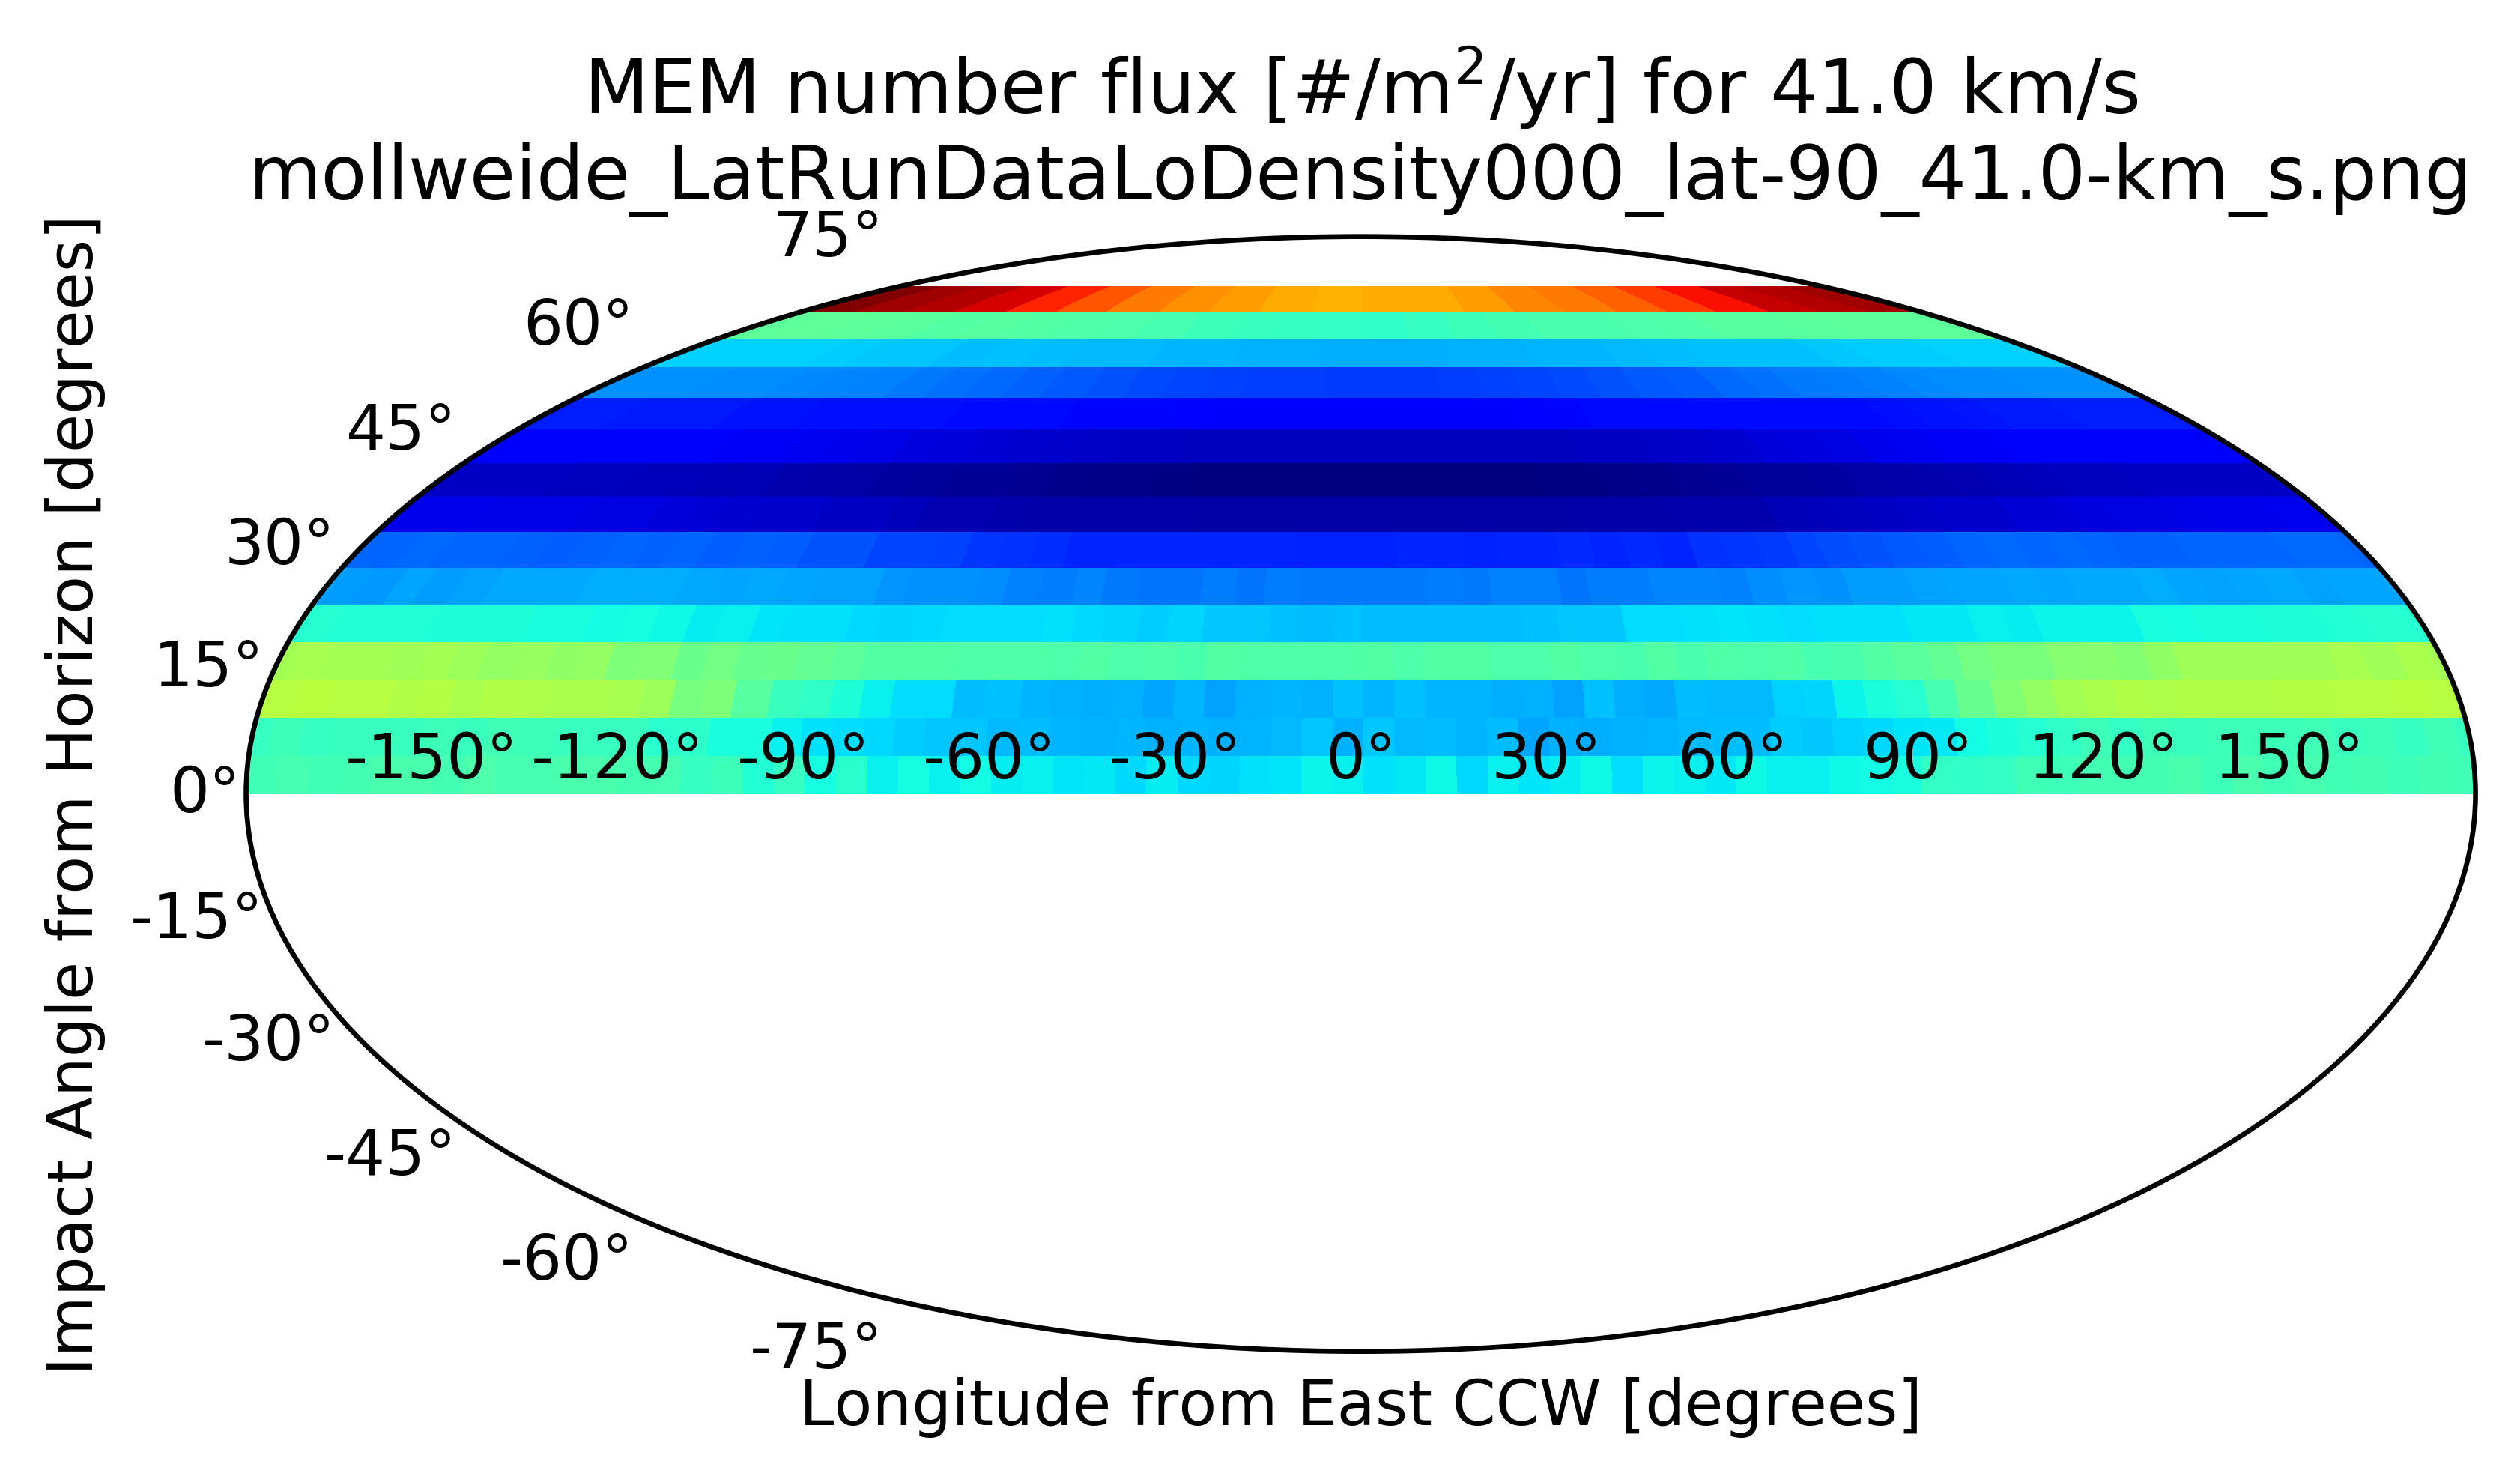 MEM number flux [#/m²/yr] for 41.0 km/s
mollweide_LatRunDataLoDensity000_lat-90_41.0-km_s.png
75°
60°
45°
30°
15°
0°
-15°
-30°
-45°
-60°
-75°
-150° -120° -90° -60° -30° 0° 30° 60° 90° 120° 150°
Impact Angle from Horizon [degrees]
Longitude from East CCW [degrees]